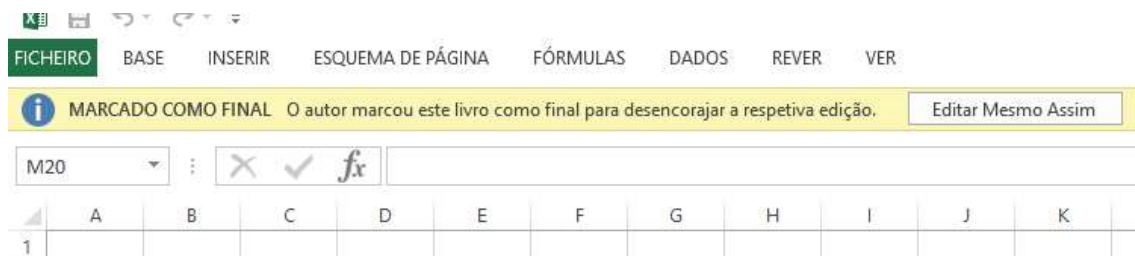 FICHEIRO BASE INSERIR ESQUEMA DE PÁGINA FÓRMULAS DADOS REVER VER
MARCADO COMO FINAL O autor marcou este livro como final para desencorajar a respetiva edição. Editar Mesmo Assim
M20 fx
A B C D E F G H I J K
1